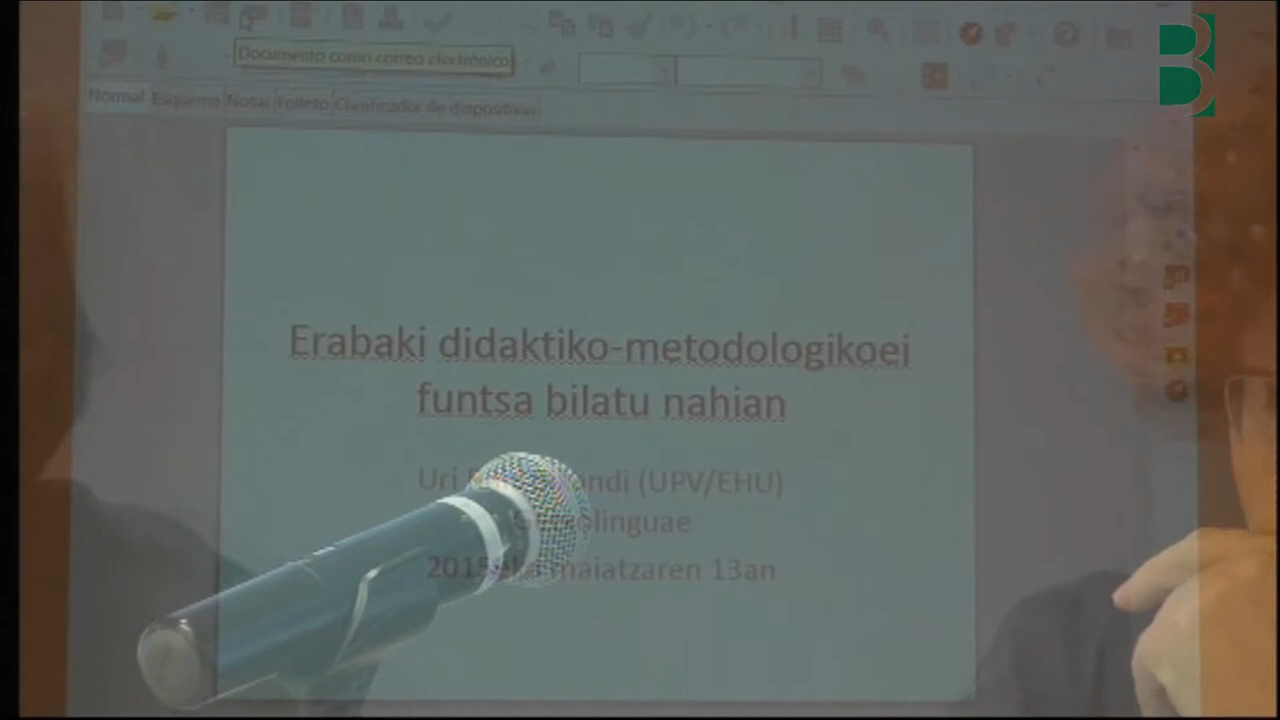 Documento como correo electrónico
Normal Esquema Notas Folleto Clasificador de diapositivas
Erabaki didaktiko-metodologikoei
funtsa bilatu nahian
Uri (UPV/EHU)
2015 maiatzaren 13an
B